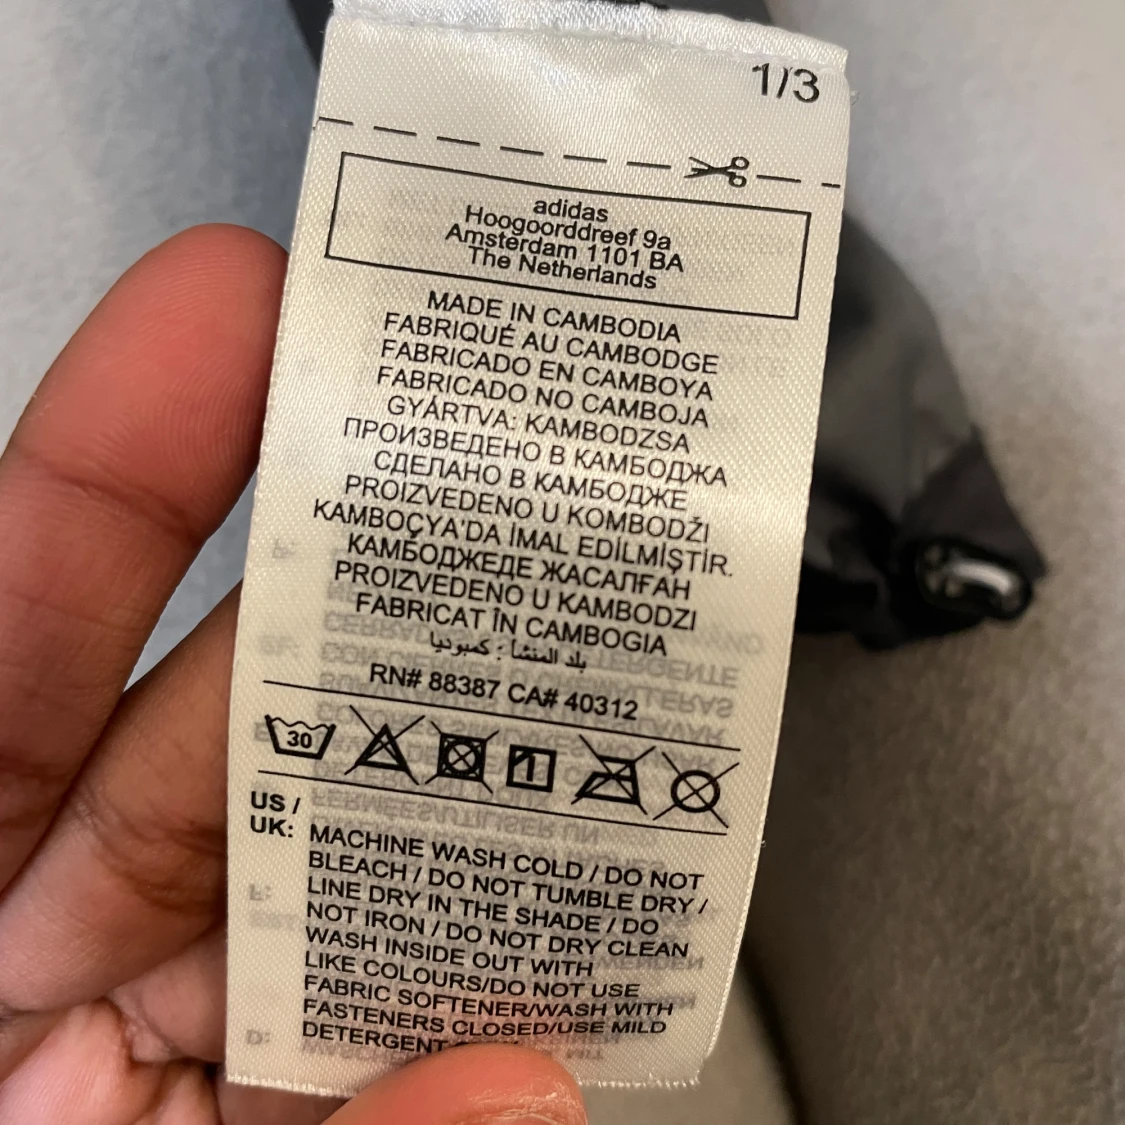 1/3
adidas
Hoogoorddreef 9a
Amsterdam 1101 BA
The Netherlands
MADE IN CAMBODIA
FABRIQUÉ AU CAMBODGE
FABRICADO EN CAMBOYA
FABRICADO NO CAMBOJA
GYÁRTVA: KAMBODZSA
ПРОИЗВЕДЕНО В КАМБОДЖА
СДЕЛАНО В КАМБОДЖЕ
PROIZVEDENO U KOMBODŽI
KAMBOÇYA'DA İMAL EDİLMİŞTİR.
КАМБОДЖЕДЕ ЖАСАЛҒАН
PROIZVEDENO U KAMBODZI
FABRICAT ÎN CAMBOGIA
بلد المنشأ : كمبوديا
RN# 88387 CA# 40312
30
US /
UK: MACHINE WASH COLD / DO NOT
BLEACH / DO NOT TUMBLE DRY /
LINE DRY IN THE SHADE / DO
NOT IRON / DO NOT DRY CLEAN
WASH INSIDE OUT WITH
LIKE COLOURS/DO NOT USE
FABRIC SOFTENER/WASH WITH
FASTENERS CLOSED/USE MILD
DETERGENT